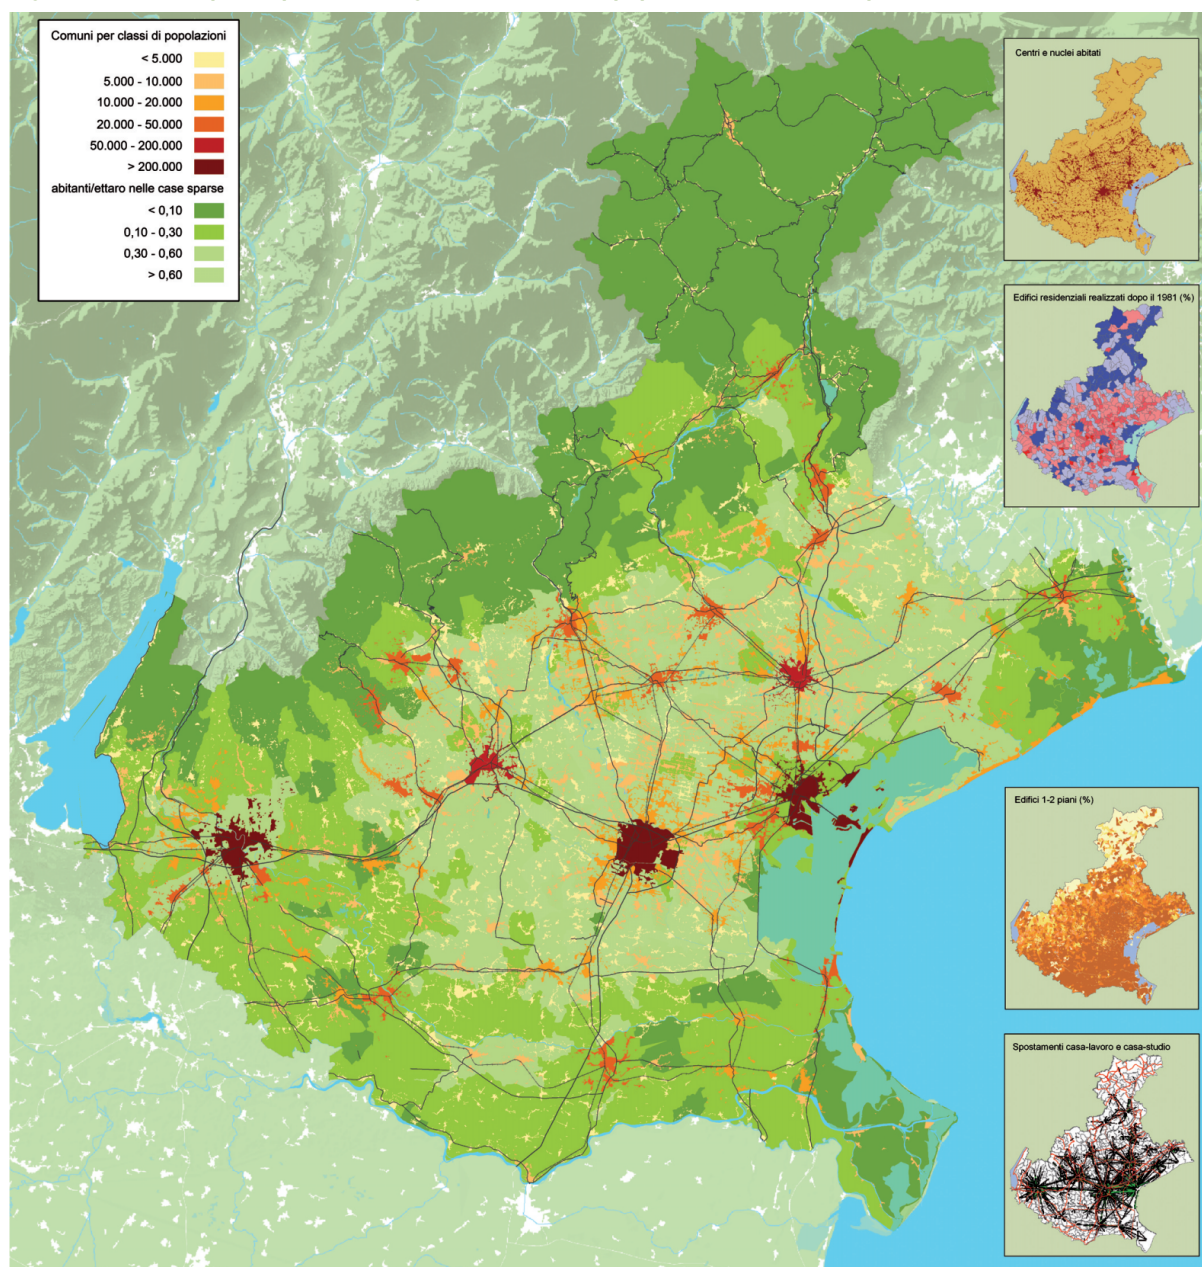 Comuni per classi di popolazioni
< 5.000
5.000 - 10.000
10.000 - 20.000
20.000 - 50.000
50.000 - 200.000
> 200.000
abitanti/ettaro nelle case sparse
< 0,10
0,10 - 0,30
0,30 - 0,60
> 0,60
Centri e nuclei abitati
Edifici residenziali realizzati dopo il 1981 (%)
Edifici 1-2 piani (%)
Spostamenti casa-lavoro e casa-studio